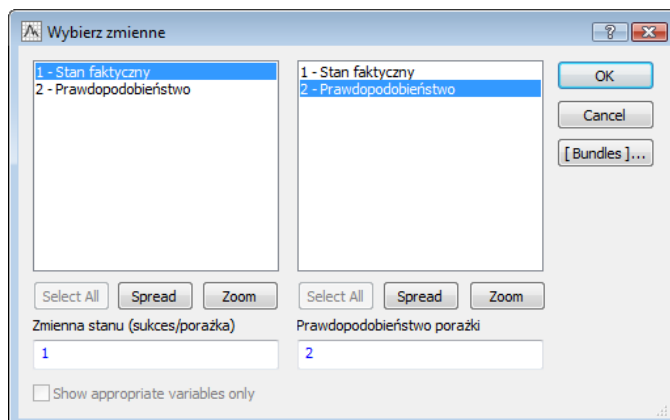 Wybierz zmienne
1 - Stan faktyczny
2 - Prawdopodobieństwo
1 - Stan faktyczny
2 - Prawdopodobieństwo
OK
Cancel
[ Bundles ]...
Select All
Spread
Zoom
Select All
Spread
Zoom
Zmienna stanu (sukces/porażka)
Prawdopodobieństwo porażki
1
2
Show appropriate variables only